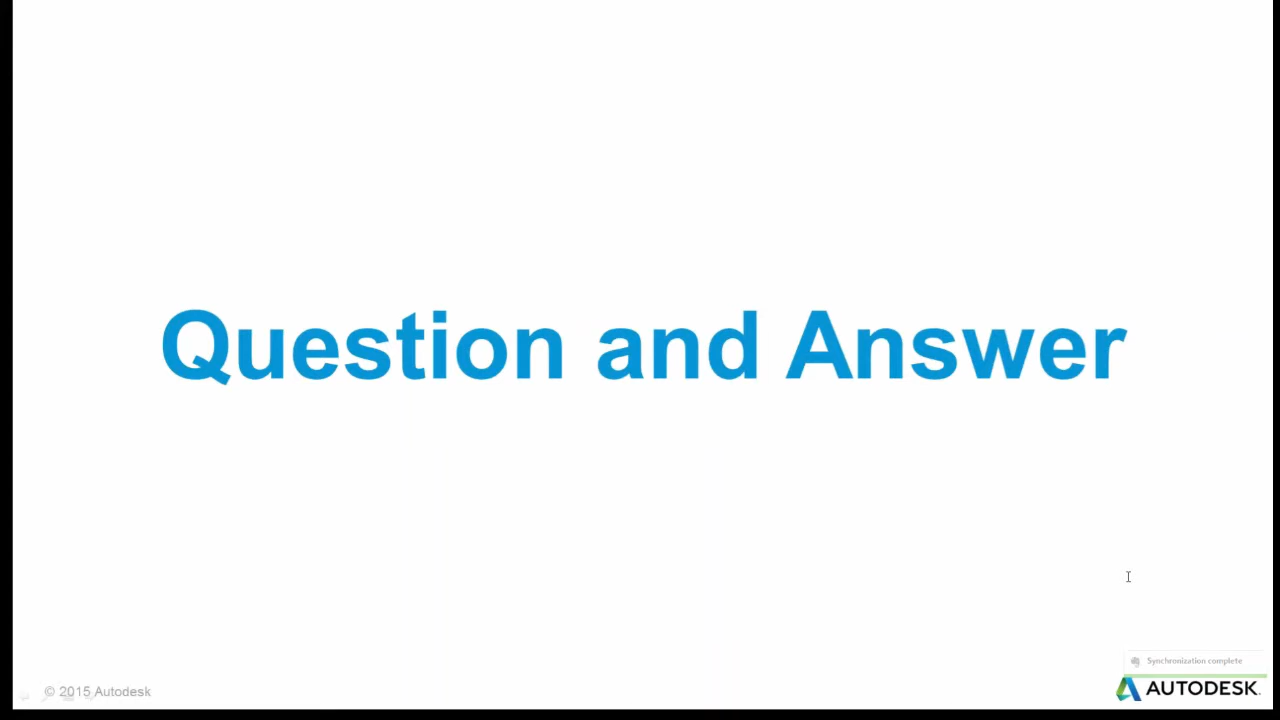 Question and Answer
Synchronization complete
© 2015 Autodesk
AUTODESK.